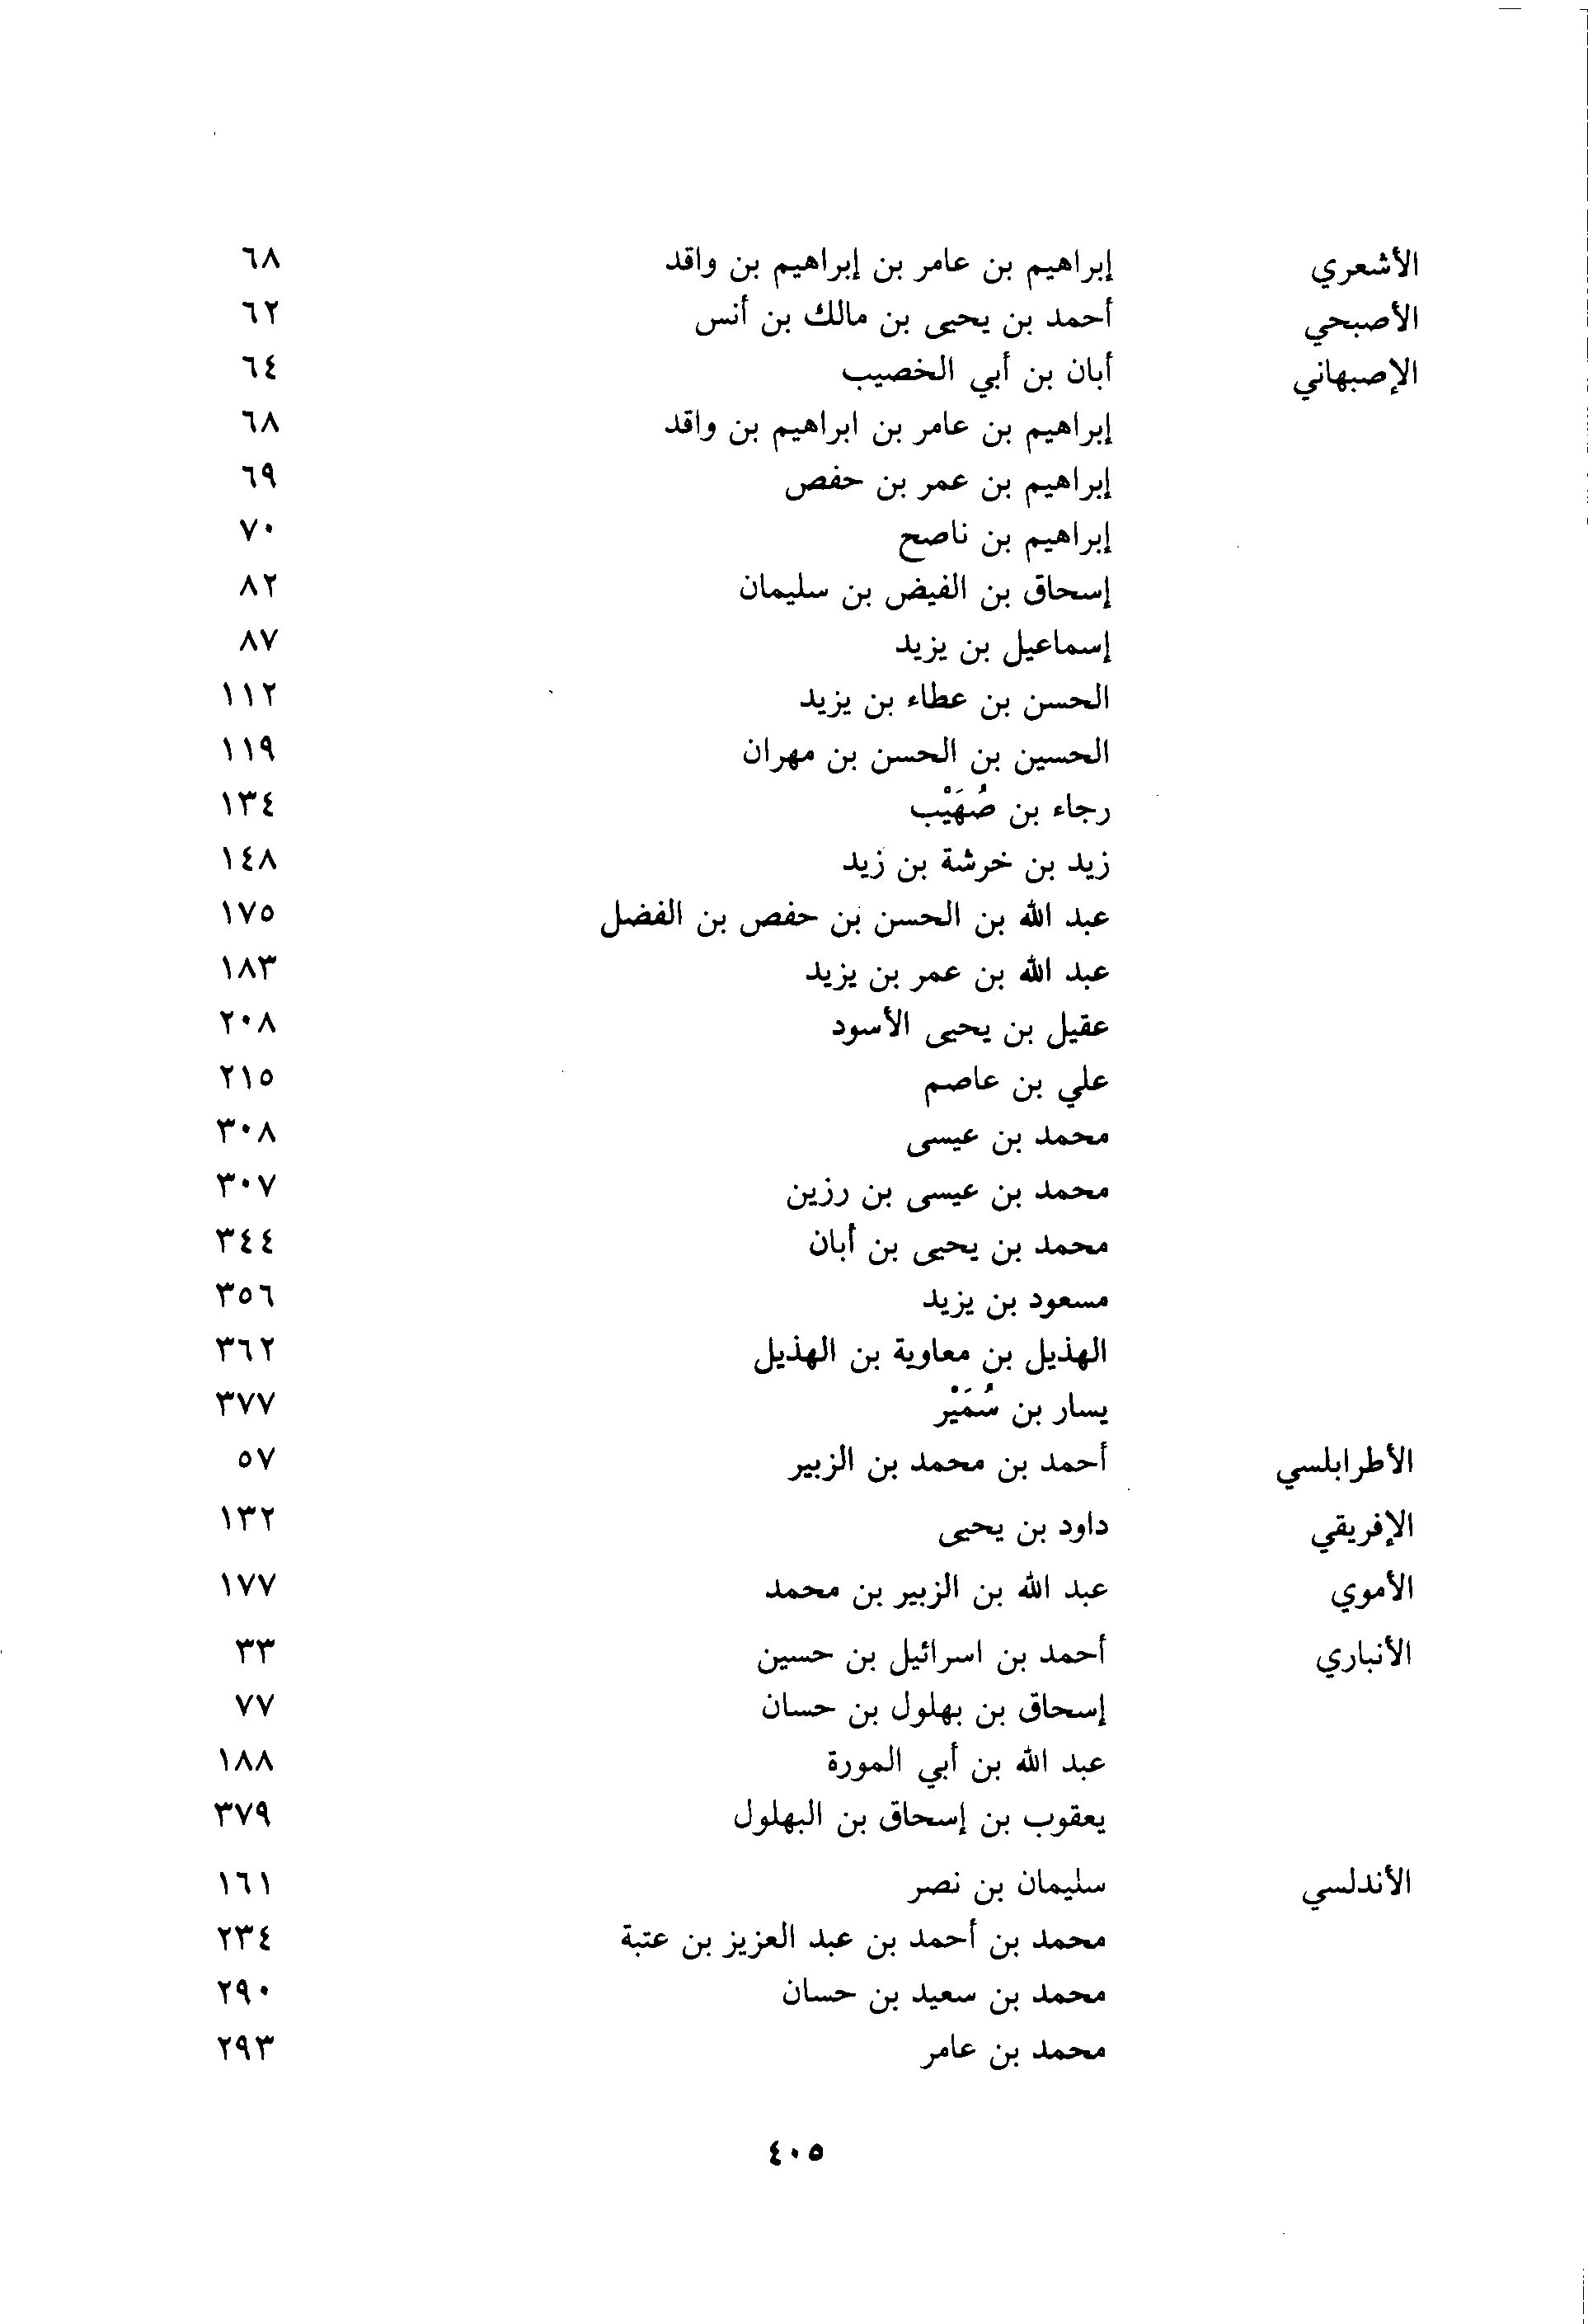 الأشعري إبراهيم بن عامر بن إبراهيم بن واقد ٦٨
الأصبحي أحمد بن يحيى بن مالك بن أنس ٦٢
الإصبهاني أبان بن أبي الخصيب ٦٤
إبراهيم بن عامر بن ابراهيم بن واقد ٦٨
إبراهيم بن عمر بن حفص ٦٩
إبراهيم بن ناصح ٧٠
إسحاق بن الفيض بن سليمان ٨٢
إسماعيل بن يزيد ٨٧
الحسن بن عطاء بن يزيد ١١٢
الحسين بن الحسن بن مهران ١١٩
رجاء بن صُهَيْب ١٣٤
زيد بن خرشة بن زيد ١٤٨
عبد الله بن الحسن بن حفص بن الفضل ١٧٥
عبد الله بن عمر بن يزيد ١٨٣
عقيل بن يحيى الأسود ٢٠٨
علي بن عاصم ٢١٥
محمد بن عيسى ٣٠٨
محمد بن عيسى بن رزين ٣٠٧
محمد بن يحيى بن أبان ٣٤٤
مسعود بن يزيد ٣٥٦
الهذيل بن معاوية بن الهذيل ٣٦٢
يسار بن سُمَيْر ٣٧٧
الأطرابلسي أحمد بن محمد بن الزبير ٥٧
الإفريقي داود بن يحيى ١٣٢
الأموي عبد الله بن الزبير بن محمد ١٧٧
الأنباري أحمد بن اسرائيل بن حسين ٣٣
إسحاق بن بهلول بن حسان ٧٧
عبد الله بن أبي المورة ١٨٨
يعقوب بن إسحاق بن البهلول ٣٧٩
الأندلسي سليمان بن نصر ١٦١
محمد بن أحمد بن عبد العزيز بن عتبة ٢٣٤
محمد بن سعيد بن حسان ٢٩٠
محمد بن عامر ٢٩٣
٤٠٥